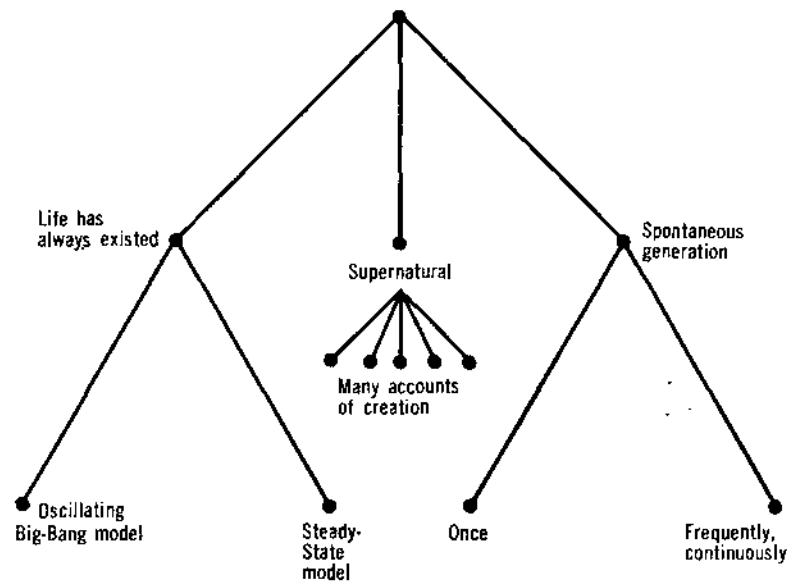 Life has
always existed
Spontaneous
generation
Supernatural
Many accounts
of creation
Oscillating
Big-Bang model
Steady-
State
model
Once
Frequently,
continuously